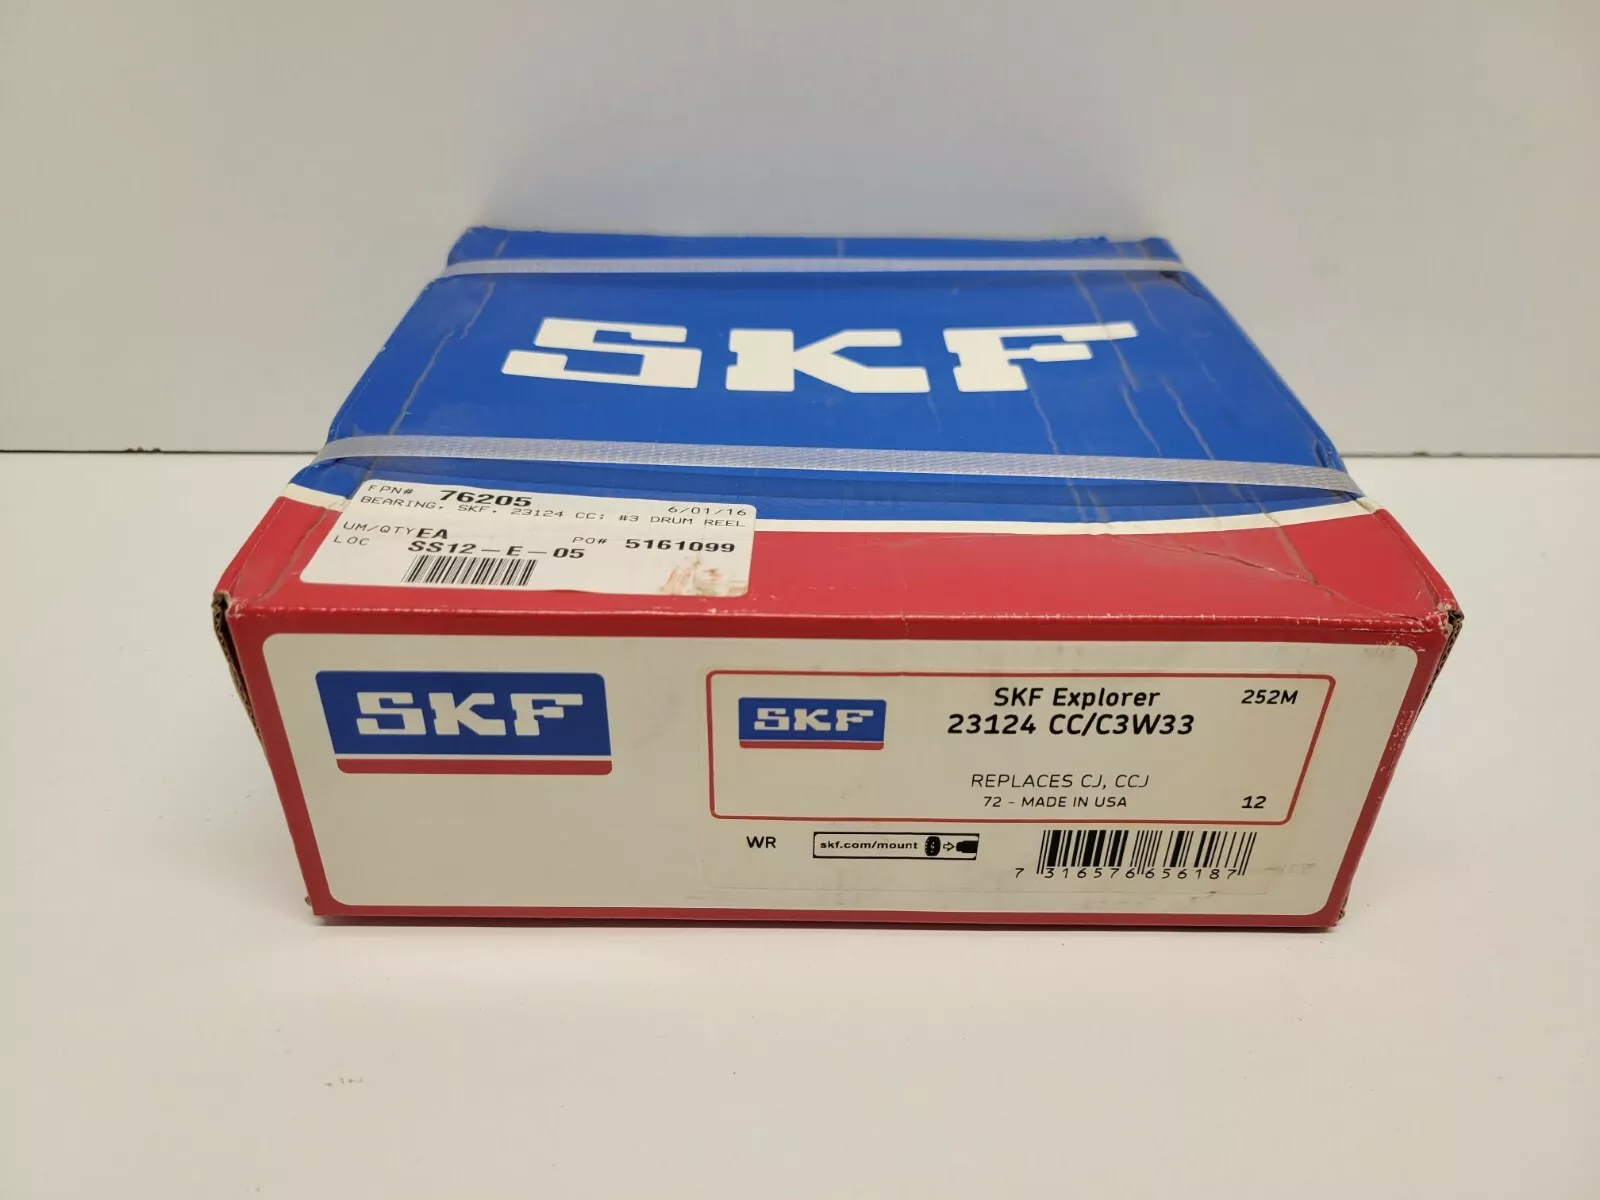 SKF
FPN# 76205 6/01/16
BEARING, SKF, 23124 CC; #3 DRUM REEL
UM/QTY EA PO# 5161099
LOC SS12-E-05
SKF
SKF
SKF Explorer 252M
23124 CC/C3W33
REPLACES CJ, CCJ
72 - MADE IN USA 12
WR skf.com/mount
7 316576 656187